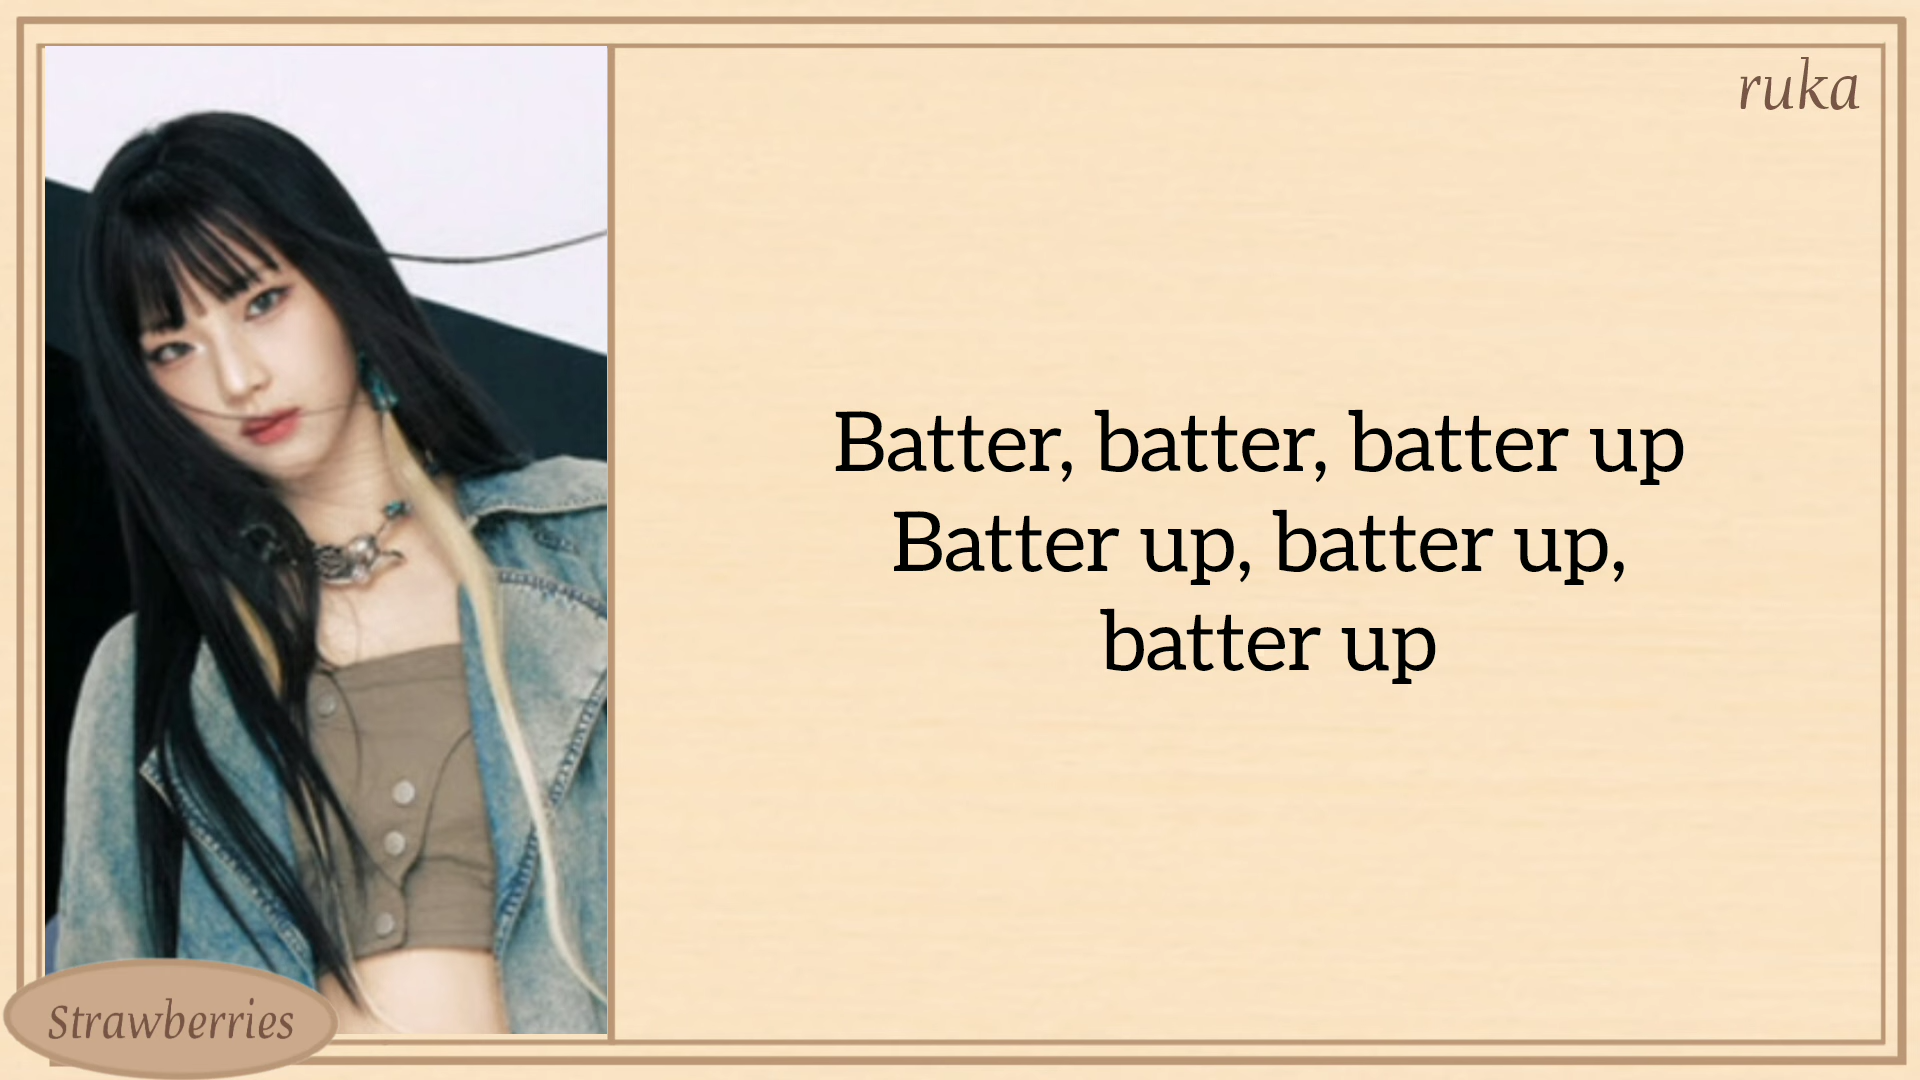 ruka
Batter, batter, batter up
Batter up, batter up,
batter up
Strawberries